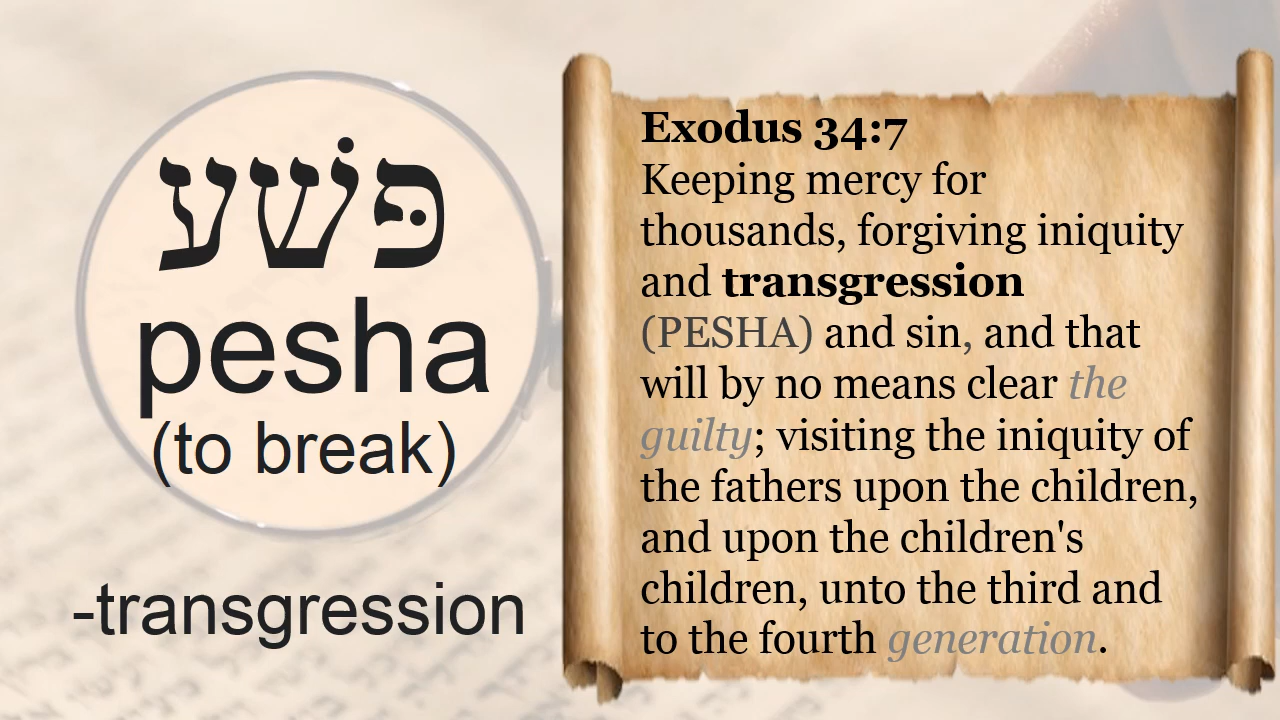 פּשׁע
pesha
(to break)
-transgression
Exodus 34:7
Keeping mercy for
thousands, forgiving iniquity
and transgression
(PESHA) and sin, and that
will by no means clear the
guilty; visiting the iniquity of
the fathers upon the children,
and upon the children's
children, unto the third and
to the fourth generation.